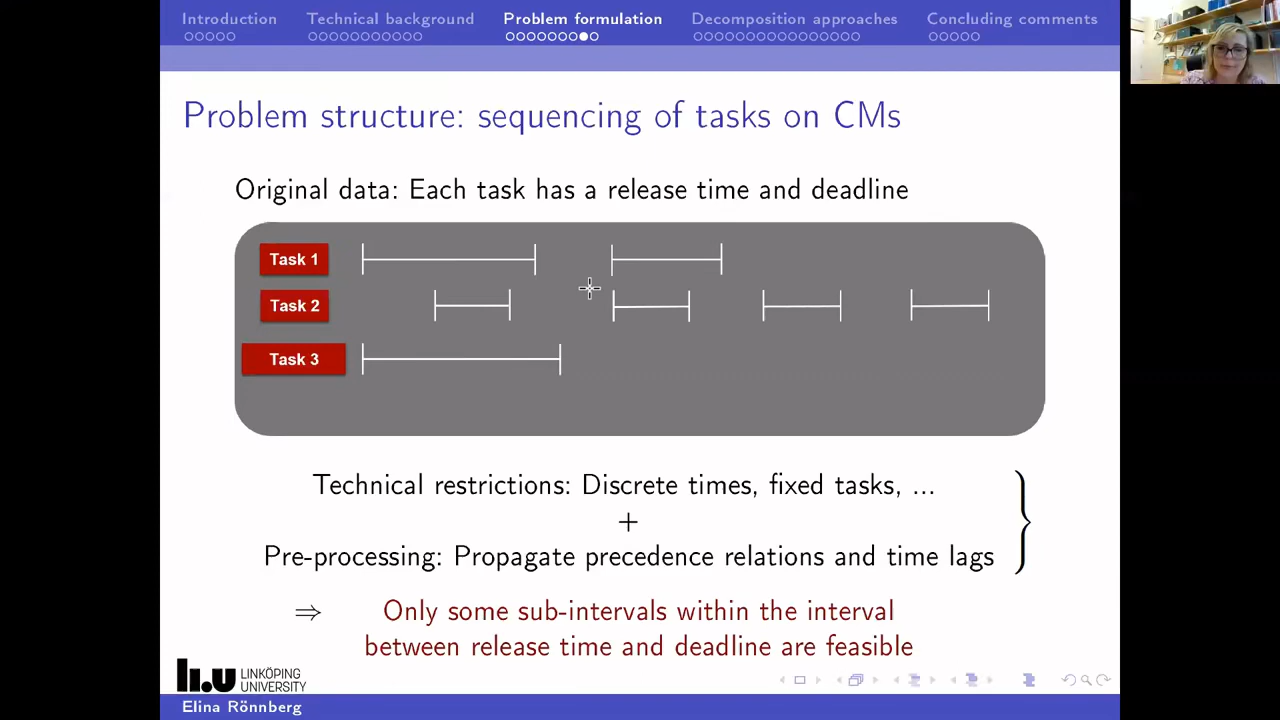 Introduction Technical background Problem formulation Decomposition approaches Concluding comments
Problem structure: sequencing of tasks on CMs
Original data: Each task has a release time and deadline
Task 1
Task 2
Task 3
Technical restrictions: Discrete times, fixed tasks, ...
+
Pre-processing: Propagate precedence relations and time lags
⇒ Only some sub-intervals within the interval
between release time and deadline are feasible
li.u LINKÖPING
UNIVERSITY
Elina Rönnberg